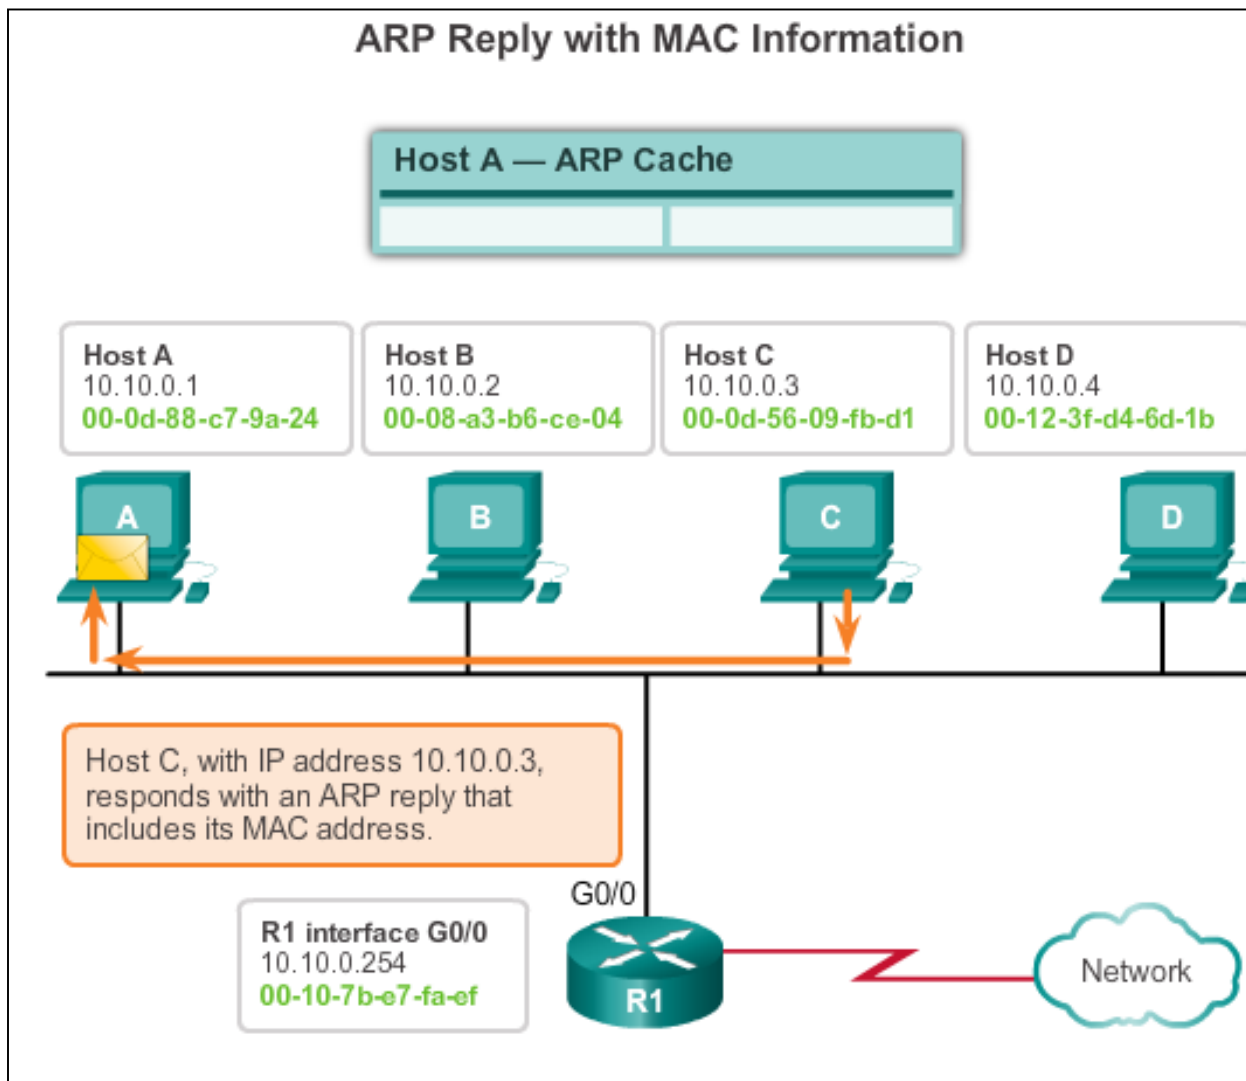 ARP Reply with MAC Information
Host A — ARP Cache
Host A
10.10.0.1
00-0d-88-c7-9a-24
Host B
10.10.0.2
00-08-a3-b6-ce-04
Host C
10.10.0.3
00-0d-56-09-fb-d1
Host D
10.10.0.4
00-12-3f-d4-6d-1b
A
B
C
D
Host C, with IP address 10.10.0.3,
responds with an ARP reply that
includes its MAC address.
G0/0
R1 interface G0/0
10.10.0.254
00-10-7b-e7-fa-ef
R1
Network